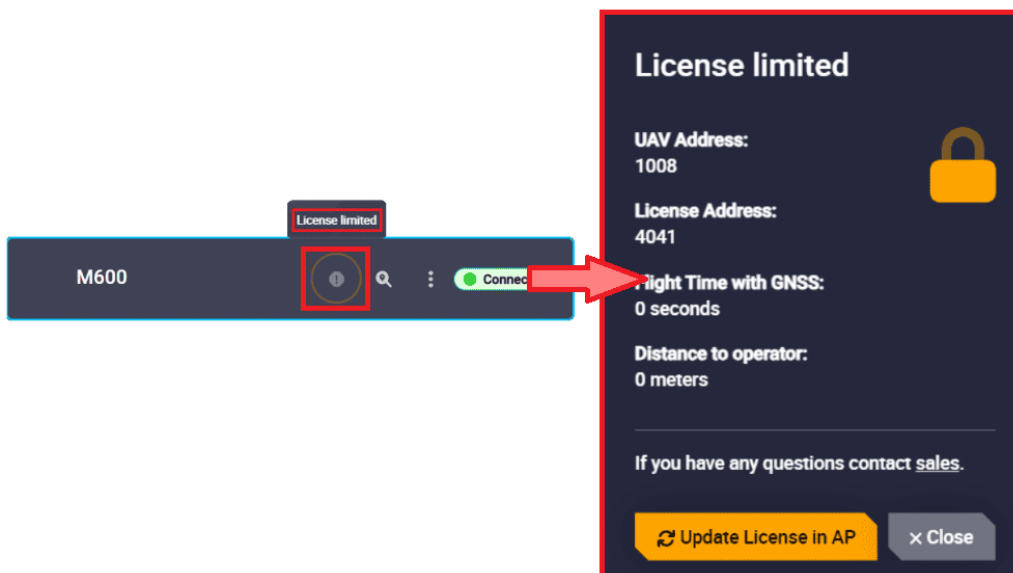 License limited
M600
Connec
License limited
UAV Address:
1008
License Address:
4041
light Time with GNSS:
0 seconds
Distance to operator:
0 meters
If you have any questions contact sales.
Update License in AP
× Close